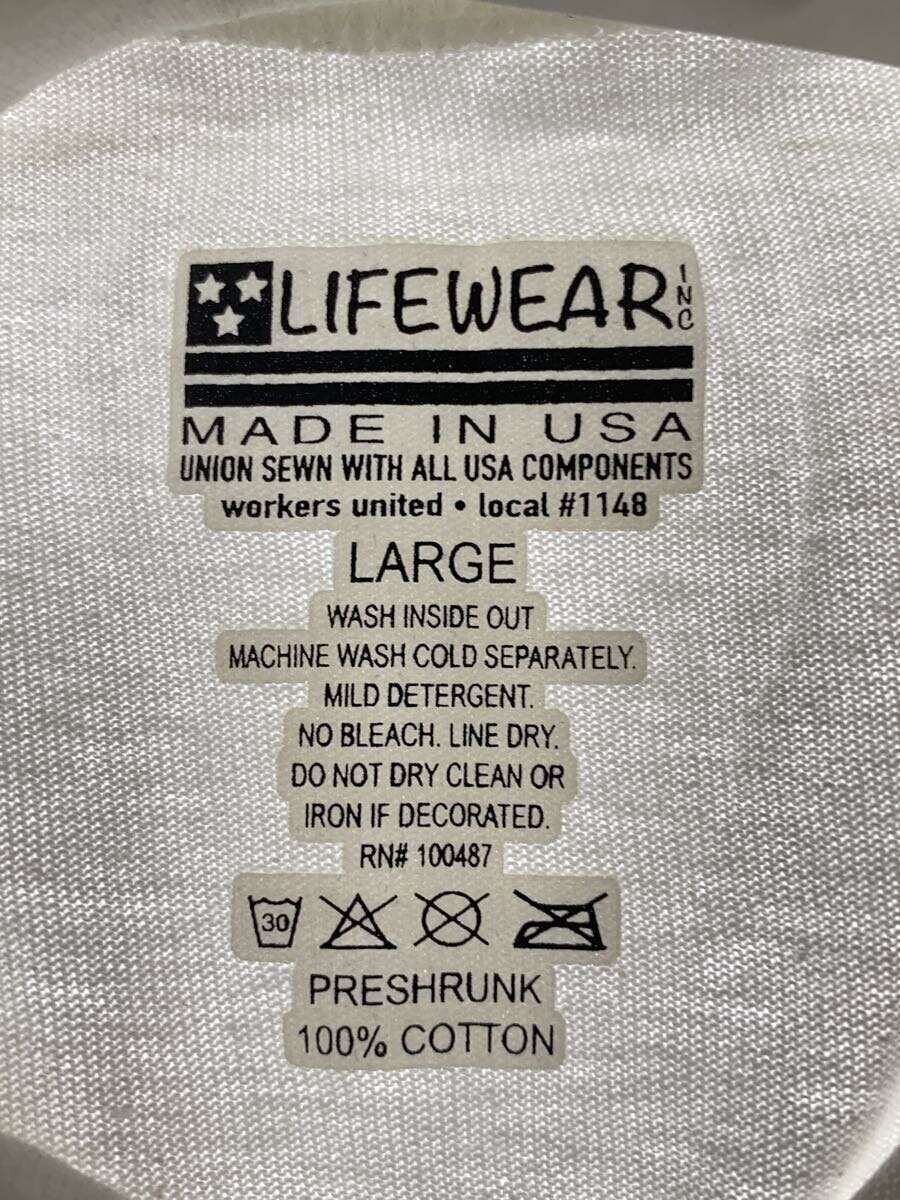 LIFEWEAR INC
MADE IN USA
UNION SEWN WITH ALL USA COMPONENTS
workers united • local #1148
LARGE
WASH INSIDE OUT
MACHINE WASH COLD SEPARATELY.
MILD DETERGENT.
NO BLEACH. LINE DRY.
DO NOT DRY CLEAN OR
IRON IF DECORATED.
RN# 100487
30
PRESHRUNK
100% COTTON